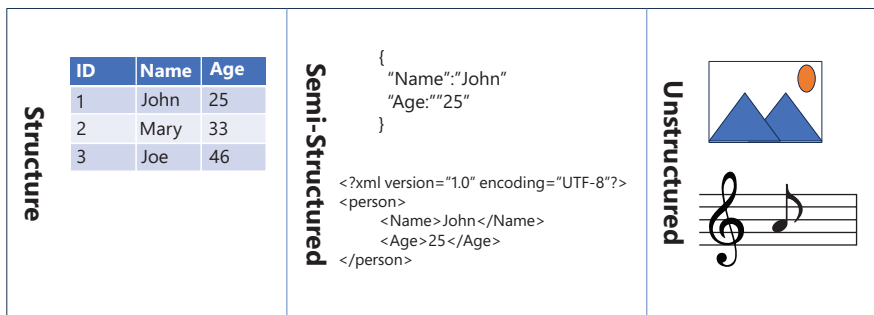 Structure
ID Name Age
1 John 25
2 Mary 33
3 Joe 46
Semi-Structured
{
“Name”:”John”
“Age:””25”
}
<?xml version=”1.0” encoding=”UTF-8”?>
<person>
<Name>John</Name>
<Age>25</Age>
</person>
Unstructured